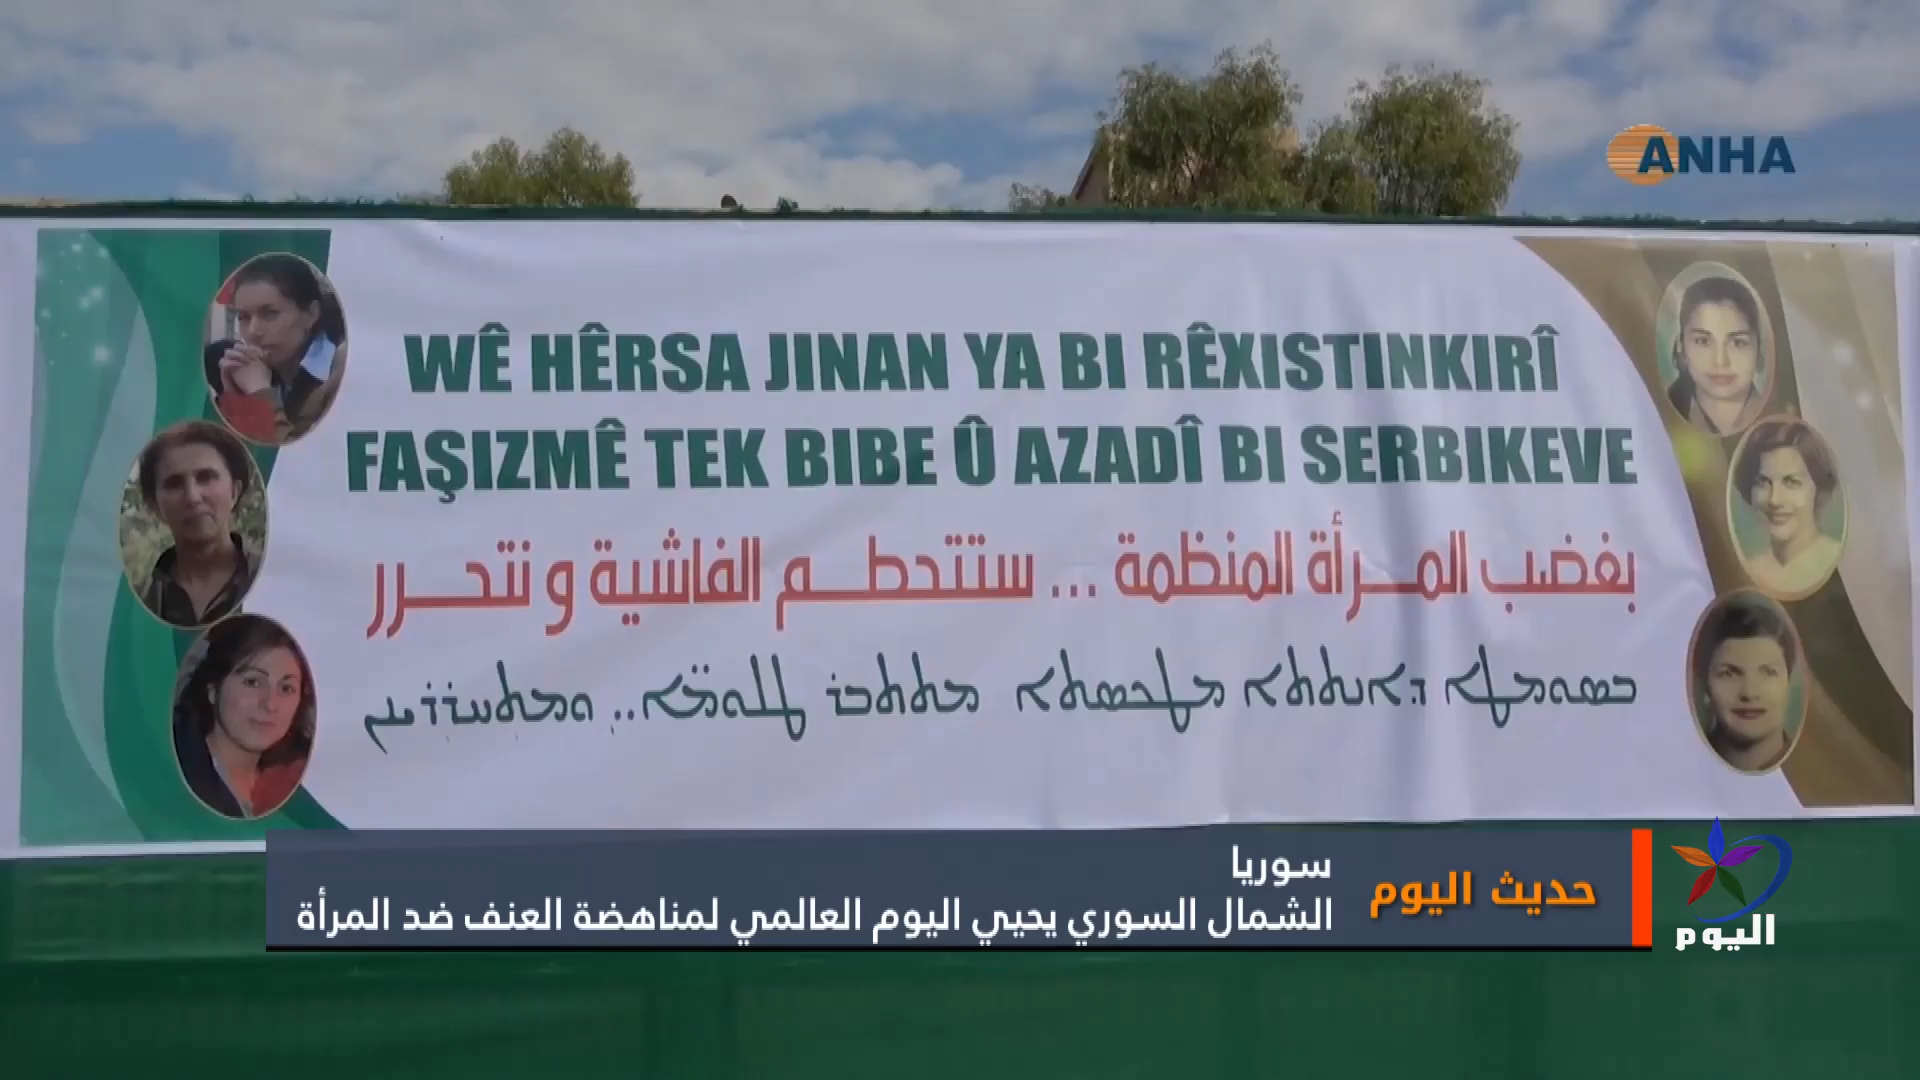 ANHA
WÊ HÊRSA JINAN YA BI RÊXISTINKIRÎ
FAŞIZMÊ TEK BIBE Û AZADÎ BI SERBIKEVE
بغضب المرأة المنظمة ... ستتحطم الفاشية و نتحرر
سوريا
حديث اليوم
الشمال السوري يحيي اليوم العالمي لمناهضة العنف ضد المرأة
اليوم